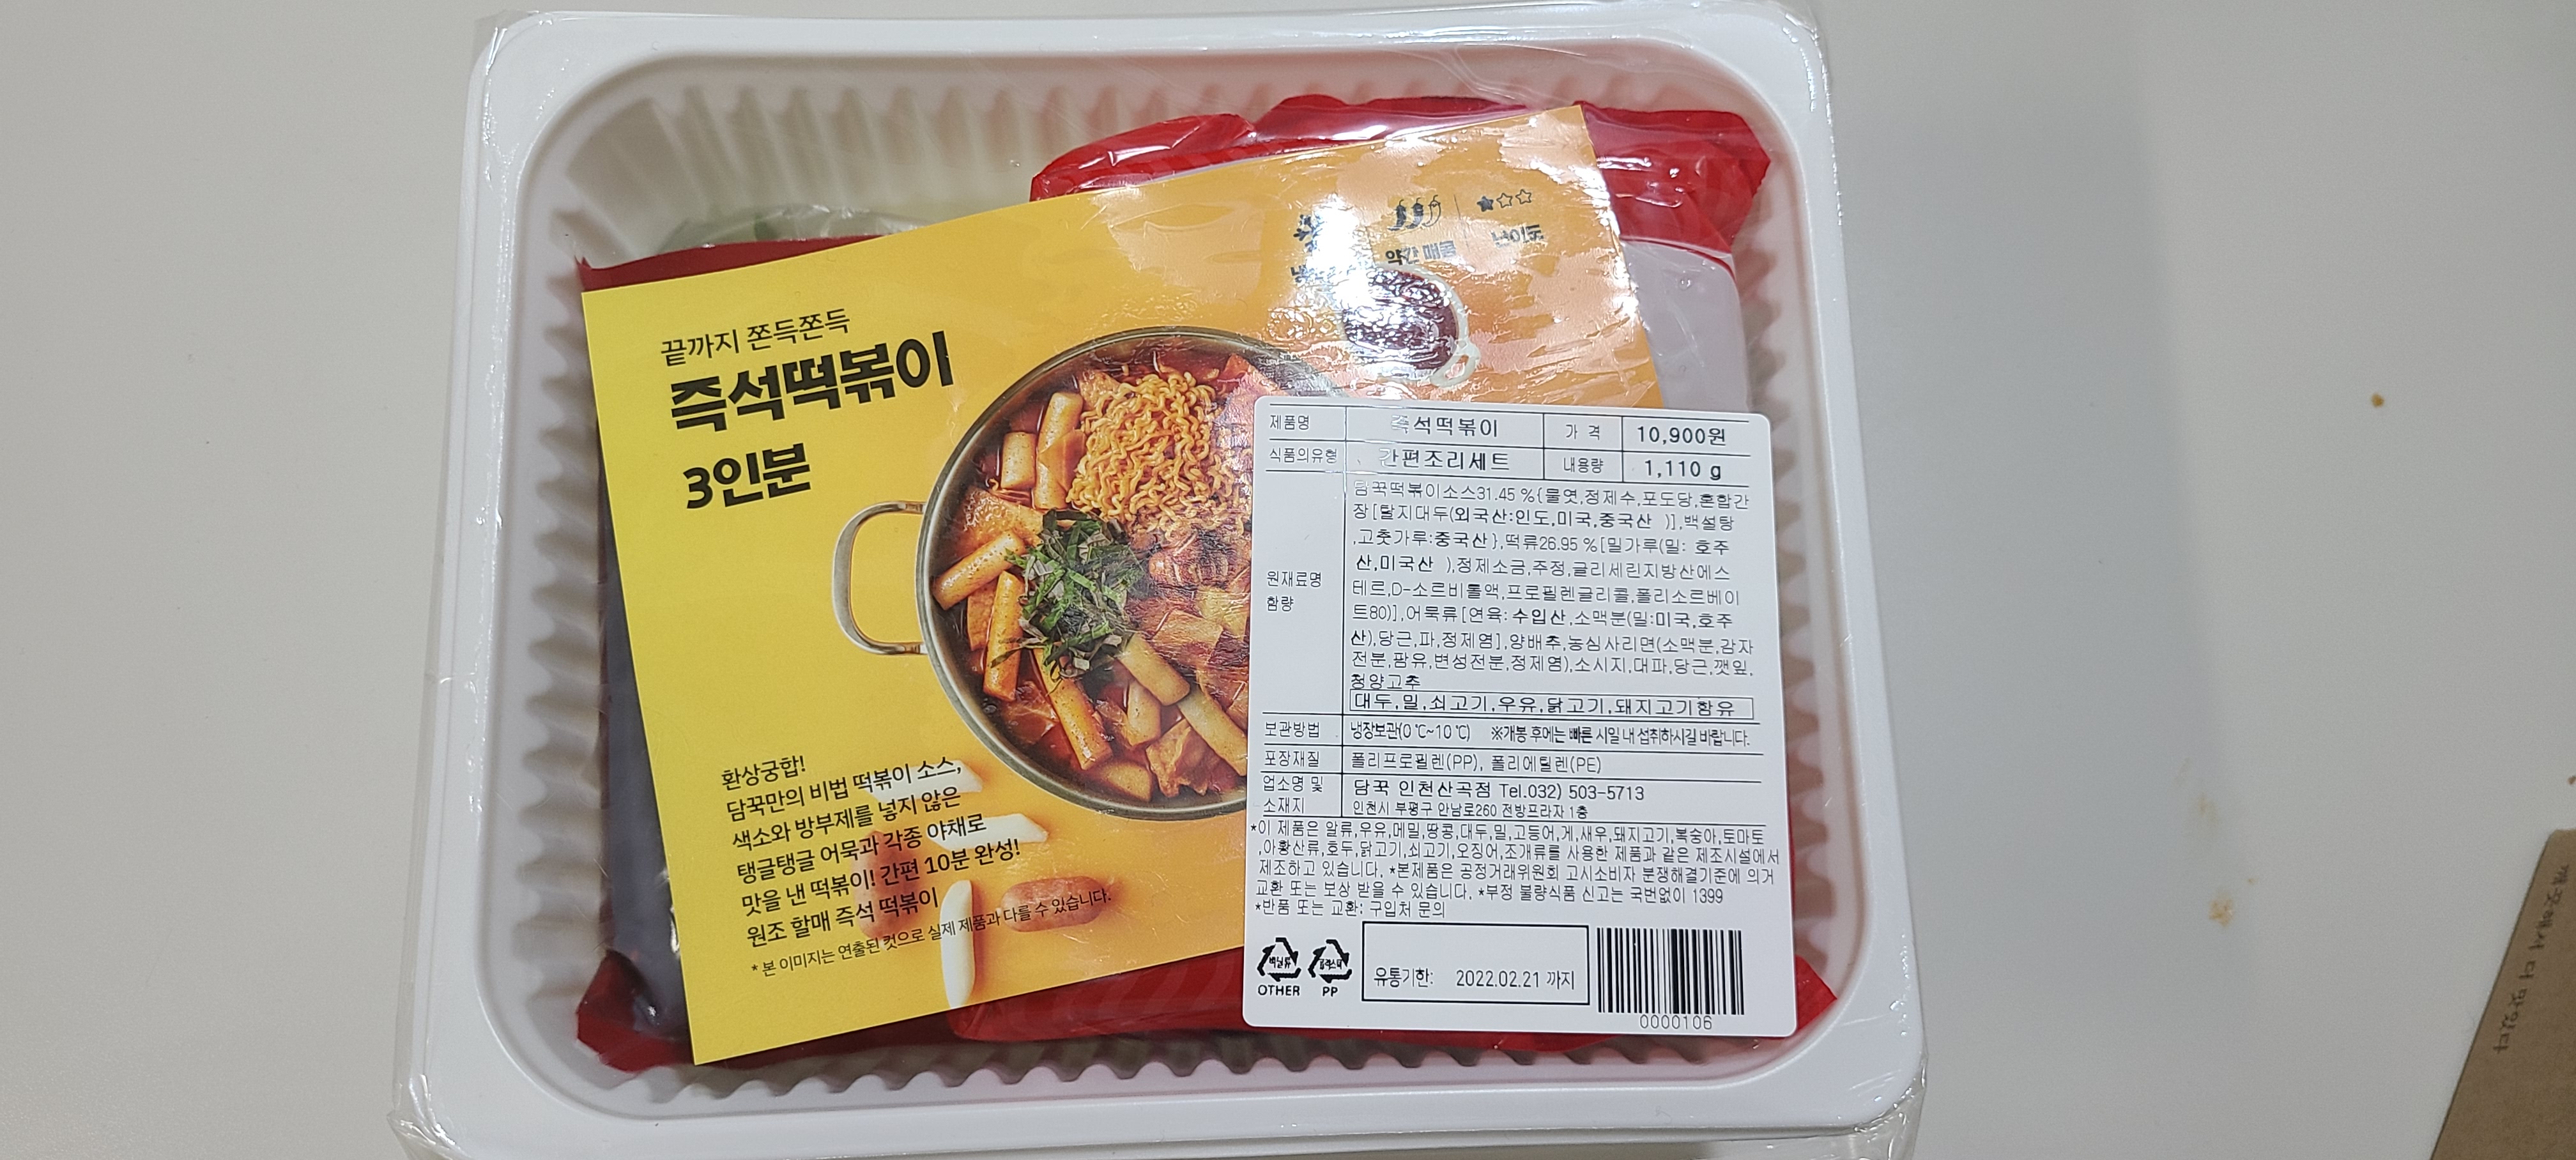 약간 매콤
난이도
끝까지 쫀득쫀득
즉석떡볶이
3인분
환상궁합!
담꾹만의 비법 떡볶이 소스,
색소와 방부제를 넣지 않은
탱글탱글 어묵과 각종 야채로
맛을 낸 떡볶이! 간편 10분 완성!
원조 할매 즉석 떡볶이
* 본 이미지는 연출된 컷으로 실제 제품과 다를 수 있습니다.
제품명 즉석떡볶이 가 격 10,900원
식품의유형 간편조리세트 내용량 1,110 g
원재료명
함량
담꾹떡볶이소스31.45 %{물엿,정제수,포도당,혼합간
장[탈지대두(외국산:인도,미국,중국산 )],백설탕
,고춧가루:중국산},떡류26.95 %[밀가루(밀: 호주
산,미국산 ),정제소금,주정,글리세린지방산에스
테르,D-소르비톨액,프로필렌글리콜,폴리소르베이
트80)],어묵류[연육:수입산,소맥분(밀:미국,호주
산),당근,파,정제염],양배추,농심사리면(소맥분,감자
전분,팜유,변성전분,정제염),소시지,대파,당근,깻잎,
청양고추
대두,밀,쇠고기,우유,닭고기,돼지고기함유
보관방법 냉장보관(0℃~10℃) ※개봉 후에는 빠른 시일 내 섭취하시길 바랍니다.
포장재질 폴리프로필렌(PP), 폴리에틸렌(PE)
업소명 및
소재지
담꾹 인천산곡점 Tel.032) 503-5713
인천시 부평구 안남로260 전방프라자 1층
*이 제품은 알류,우유,메밀,땅콩,대두,밀,고등어,게,새우,돼지고기,복숭아,토마토
,아황산류,호두,닭고기,쇠고기,오징어,조개류를 사용한 제품과 같은 제조시설에서
제조하고 있습니다. *본제품은 공정거래위원회 고시소비자 분쟁해결기준에 의거
교환 또는 보상 받을 수 있습니다. *부정 불량식품 신고는 국번없이 1399
*반품 또는 교환: 구입처 문의
비닐류 플라스틱
OTHER PP
유통기한: 2022.02.21 까지
0000106